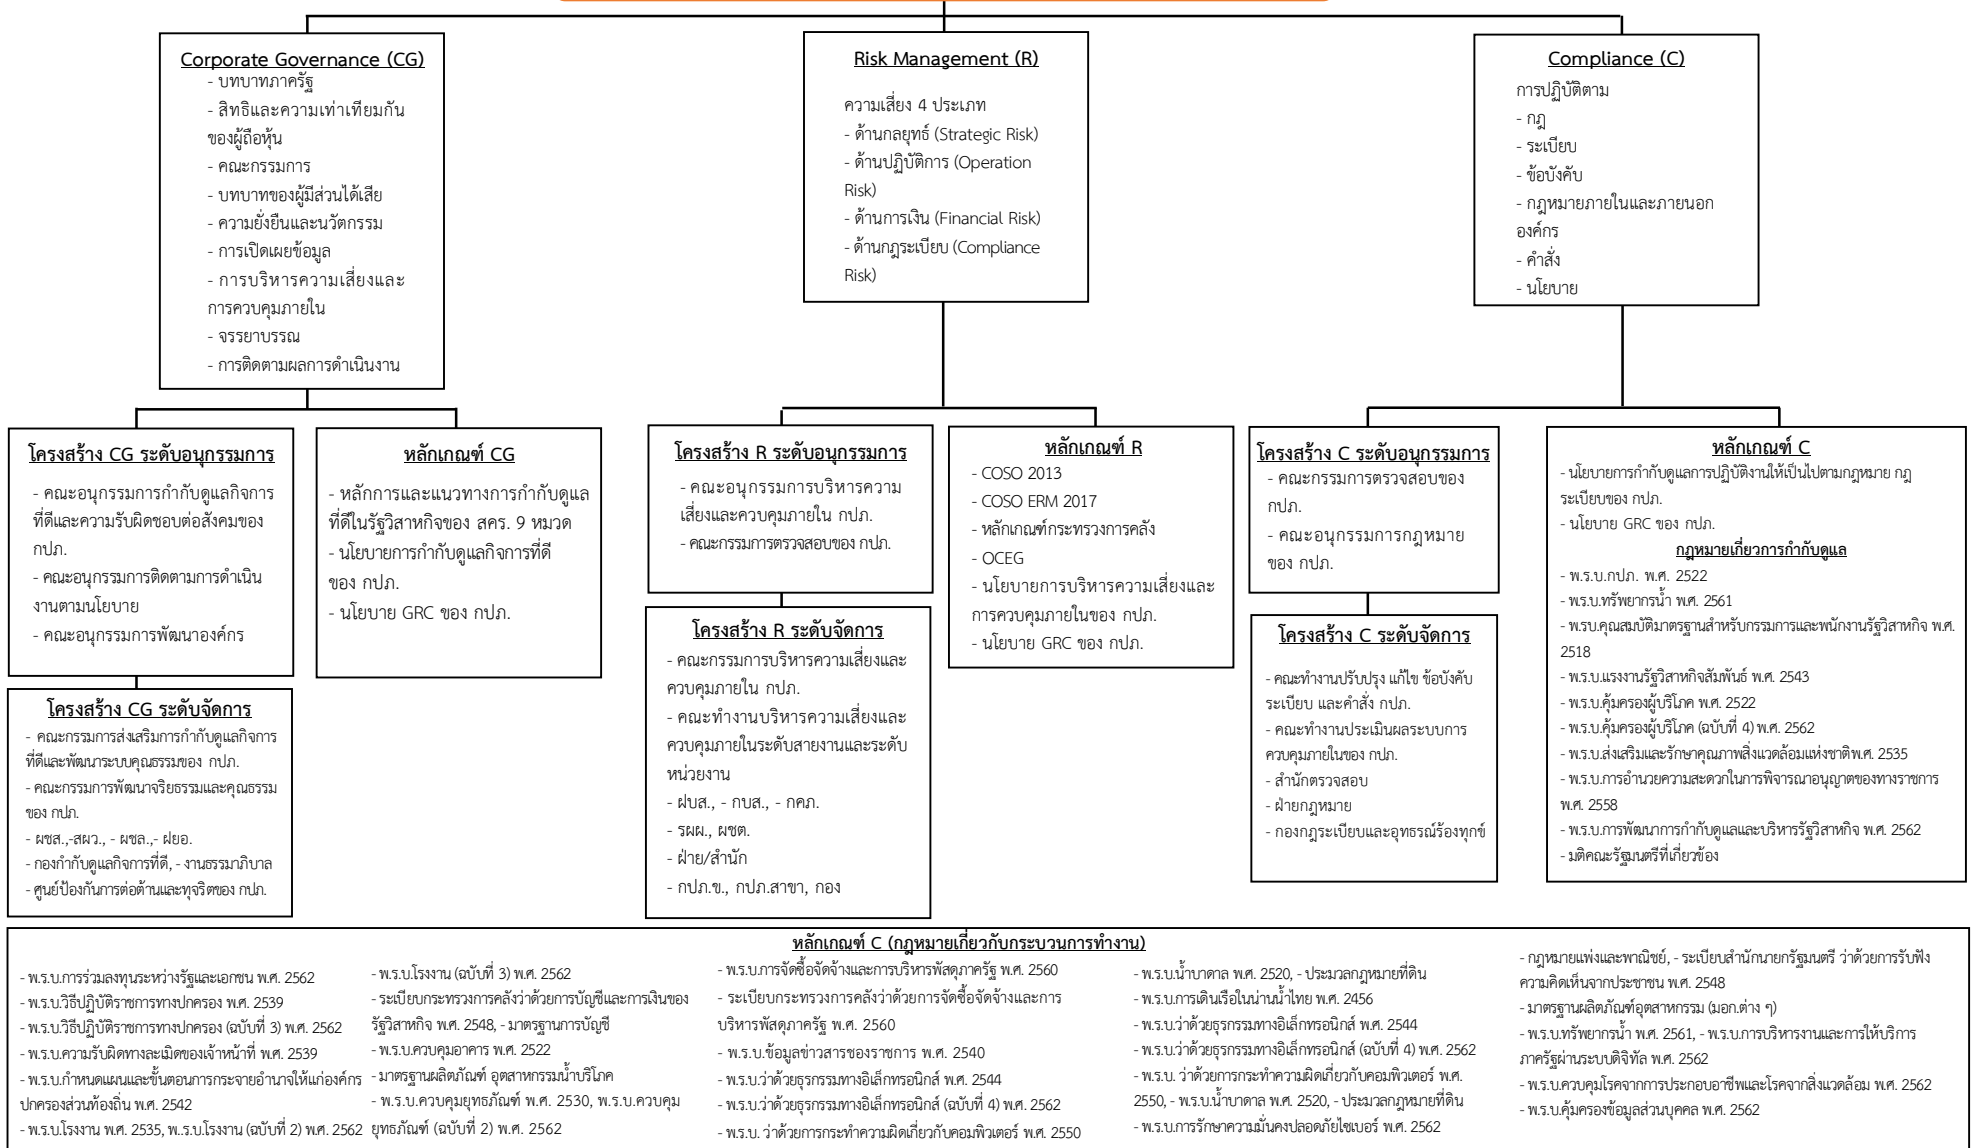 Corporate Governance (CG)
- บทบาทภาครัฐ
- สิทธิและความเท่าเทียมกัน
ของผู้ถือหุ้น
- คณะกรรมการ
- บทบาทของผู้มีส่วนได้เสีย
- ความยั่งยืนและนวัตกรรม
- การเปิดเผยข้อมูล
- การบริหารความเสี่ยงและ
การควบคุมภายใน
- จรรยาบรรณ
- การติดตามผลการดำเนินงาน
Risk Management (R)
ความเสี่ยง 4 ประเภท
- ด้านกลยุทธ์ (Strategic Risk)
- ด้านปฏิบัติการ (Operation
Risk)
- ด้านการเงิน (Financial Risk)
- ด้านกฎระเบียบ (Compliance
Risk)
Compliance (C)
การปฏิบัติตาม
- กฎ
- ระเบียบ
- ข้อบังคับ
- กฎหมายภายในและภายนอก
องค์กร
- คำสั่ง
- นโยบาย
โครงสร้าง CG ระดับอนุกรรมการ
- คณะอนุกรรมการกำกับดูแลกิจการ
ที่ดีและความรับผิดชอบต่อสังคมของ
กปภ.
- คณะอนุกรรมการติดตามการดำเนิน
งานตามนโยบาย
- คณะอนุกรรมการพัฒนาองค์กร
หลักเกณฑ์ CG
- หลักการและแนวทางการกำกับดูแล
ที่ดีในรัฐวิสาหกิจของ สคร. 9 หมวด
- นโยบายการกำกับดูแลกิจการที่ดี
ของ กปภ.
- นโยบาย GRC ของ กปภ.
โครงสร้าง CG ระดับจัดการ
- คณะกรรมการส่งเสริมการกำกับดูแลกิจการ
ที่ดีและพัฒนาระบบคุณธรรมของ กปภ.
- คณะกรรมการพัฒนาจริยธรรมและคุณธรรม
ของ กปภ.
- ผชส.,-สผว., - ผชล.,- ฝยอ.
- กองกำกับดูแลกิจการที่ดี, - งานธรรมาภิบาล
- ศูนย์ป้องกันการต่อต้านและทุจริตของ กปภ.
โครงสร้าง R ระดับอนุกรรมการ
- คณะอนุกรรมการบริหารความ
เสี่ยงและควบคุมภายใน กปภ.
- คณะกรรมการตรวจสอบของ กปภ.
โครงสร้าง R ระดับจัดการ
- คณะกรรมการบริหารความเสี่ยงและ
ควบคุมภายใน กปภ.
- คณะทำงานบริหารความเสี่ยงและ
ควบคุมภายในระดับสายงานและระดับ
หน่วยงาน
- ฝบส., - กบส., - กคภ.
- รผผ., ผชต.
- ฝ่าย/สำนัก
- กปภ.ข., กปภ.สาขา, กอง
หลักเกณฑ์ R
- COSO 2013
- COSO ERM 2017
- หลักเกณฑ์กระทรวงการคลัง
- OCEG
- นโยบายการบริหารความเสี่ยงและ
การควบคุมภายในของ กปภ.
- นโยบาย GRC ของ กปภ.
โครงสร้าง C ระดับอนุกรรมการ
- คณะกรรมการตรวจสอบของ
กปภ.
- คณะอนุกรรมการกฎหมาย
ของ กปภ.
โครงสร้าง C ระดับจัดการ
- คณะทำงานปรับปรุง แก้ไข ข้อบังคับ
ระเบียบ และคำสั่ง กปภ.
- คณะทำงานประเมินผลระบบการ
ควบคุมภายในของ กปภ.
- สำนักตรวจสอบ
- ฝ่ายกฎหมาย
- กองกฎระเบียบและอุทธรณ์ร้องทุกข์
หลักเกณฑ์ C
- นโยบายการกำกับดูแลการปฏิบัติงานให้เป็นไปตามกฎหมาย กฎ
ระเบียบของ กปภ.
- นโยบาย GRC ของ กปภ.
กฎหมายเกี่ยวการกำกับดูแล
- พ.ร.บ.กปภ. พ.ศ. 2522
- พ.ร.บ.ทรัพยากรน้ำ พ.ศ. 2561
- พรบ.คุณสมบัติมาตรฐานสำหรับกรรมการและพนักงานรัฐวิสาหกิจ พ.ศ.
2518
- พ.ร.บ.แรงงานรัฐวิสาหกิจสัมพันธ์ พ.ศ. 2543
- พ.ร.บ.คุ้มครองผู้บริโภค พ.ศ. 2522
- พ.ร.บ.คุ้มครองผู้บริโภค (ฉบับที่ 4) พ.ศ. 2562
- พ.ร.บ.ส่งเสริมและรักษาคุณภาพสิ่งแวดล้อมแห่งชาติพ.ศ. 2535
- พ.ร.บ.การอำนวยความสะดวกในการพิจารณาอนุญาตของทางราชการ
พ.ศ. 2558
- พ.ร.บ.การพัฒนาการกำกับดูแลและบริหารรัฐวิสาหกิจ พ.ศ. 2562
- มติคณะรัฐมนตรีที่เกี่ยวข้อง
หลักเกณฑ์ C (กฎหมายเกี่ยวกับกระบวนการทำงาน)
- พ.ร.บ.การร่วมลงทุนระหว่างรัฐและเอกชน พ.ศ. 2562
- พ.ร.บ.วิธีปฏิบัติราชการทางปกครอง พ.ศ. 2539
- พ.ร.บ.วิธีปฏิบัติราชการทางปกครอง (ฉบับที่ 3) พ.ศ. 2562
- พ.ร.บ.ความรับผิดทางละเมิดของเจ้าหน้าที่ พ.ศ. 2539
- พ.ร.บ.กำหนดแผนและขั้นตอนการกระจายอำนาจให้แก่องค์กร
ปกครองส่วนท้องถิ่น พ.ศ. 2542
- พ.ร.บ.โรงงาน พ.ศ. 2535, พ..ร.บ.โรงงาน (ฉบับที่ 2) พ.ศ. 2562
- พ.ร.บ.โรงงาน (ฉบับที่ 3) พ.ศ. 2562
- ระเบียบกระทรวงการคลังว่าด้วยการบัญชีและการเงินของ
รัฐวิสาหกิจ พ.ศ. 2548, - มาตรฐานการบัญชี
- พ.ร.บ.ควบคุมอาคาร พ.ศ. 2522
- มาตรฐานผลิตภัณฑ์ อุตสาหกรรมน้ำบริโภค
- พ.ร.บ.ควบคุมยุทธภัณฑ์ พ.ศ. 2530, พ.ร.บ.ควบคุม
ยุทธภัณฑ์ (ฉบับที่ 2) พ.ศ. 2562
- พ.ร.บ.การจัดซื้อจัดจ้างและการบริหารพัสดุภาครัฐ พ.ศ. 2560
- ระเบียบกระทรวงการคลังว่าด้วยการจัดซื้อจัดจ้างและการ
บริหารพัสดุภาครัฐ พ.ศ. 2560
- พ.ร.บ.ข้อมูลข่าวสารชองราชการ พ.ศ. 2540
- พ.ร.บ.ว่าด้วยธุรกรรมทางอิเล็กทรอนิกส์ พ.ศ. 2544
- พ.ร.บ.ว่าด้วยธุรกรรมทางอิเล็กทรอนิกส์ (ฉบับที่ 4) พ.ศ. 2562
- พ.ร.บ. ว่าด้วยการกระทำความผิดเกี่ยวกับคอมพิวเตอร์ พ.ศ. 2550
- พ.ร.บ.น้ำบาดาล พ.ศ. 2520, - ประมวลกฎหมายที่ดิน
- พ.ร.บ.การเดินเรือในน่านน้ำไทย พ.ศ. 2456
- พ.ร.บ.ว่าด้วยธุรกรรมทางอิเล็กทรอนิกส์ พ.ศ. 2544
- พ.ร.บ.ว่าด้วยธุรกรรมทางอิเล็กทรอนิกส์ (ฉบับที่ 4) พ.ศ. 2562
- พ.ร.บ. ว่าด้วยการกระทำความผิดเกี่ยวกับคอมพิวเตอร์ พ.ศ.
2550, - พ.ร.บ.น้ำบาดาล พ.ศ. 2520, - ประมวลกฎหมายที่ดิน
- พ.ร.บ.การรักษาความมั่นคงปลอดภัยไซเบอร์ พ.ศ. 2562
- กฎหมายแพ่งและพาณิชย์, - ระเบียบสำนักนายกรัฐมนตรี ว่าด้วยการรับฟัง
ความคิดเห็นจากประชาชน พ.ศ. 2548
- มาตรฐานผลิตภัณฑ์อุตสาหกรรม (มอก.ต่าง ๆ)
- พ.ร.บ.ทรัพยากรน้ำ พ.ศ. 2561, - พ.ร.บ.การบริหารงานและการให้บริการ
ภาครัฐผ่านระบบดิจิทัล พ.ศ. 2562
- พ.ร.บ.ควบคุมโรคจากการประกอบอาชีพและโรคจากสิ่งแวดล้อม พ.ศ. 2562
- พ.ร.บ.คุ้มครองข้อมูลส่วนบุคคล พ.ศ. 2562